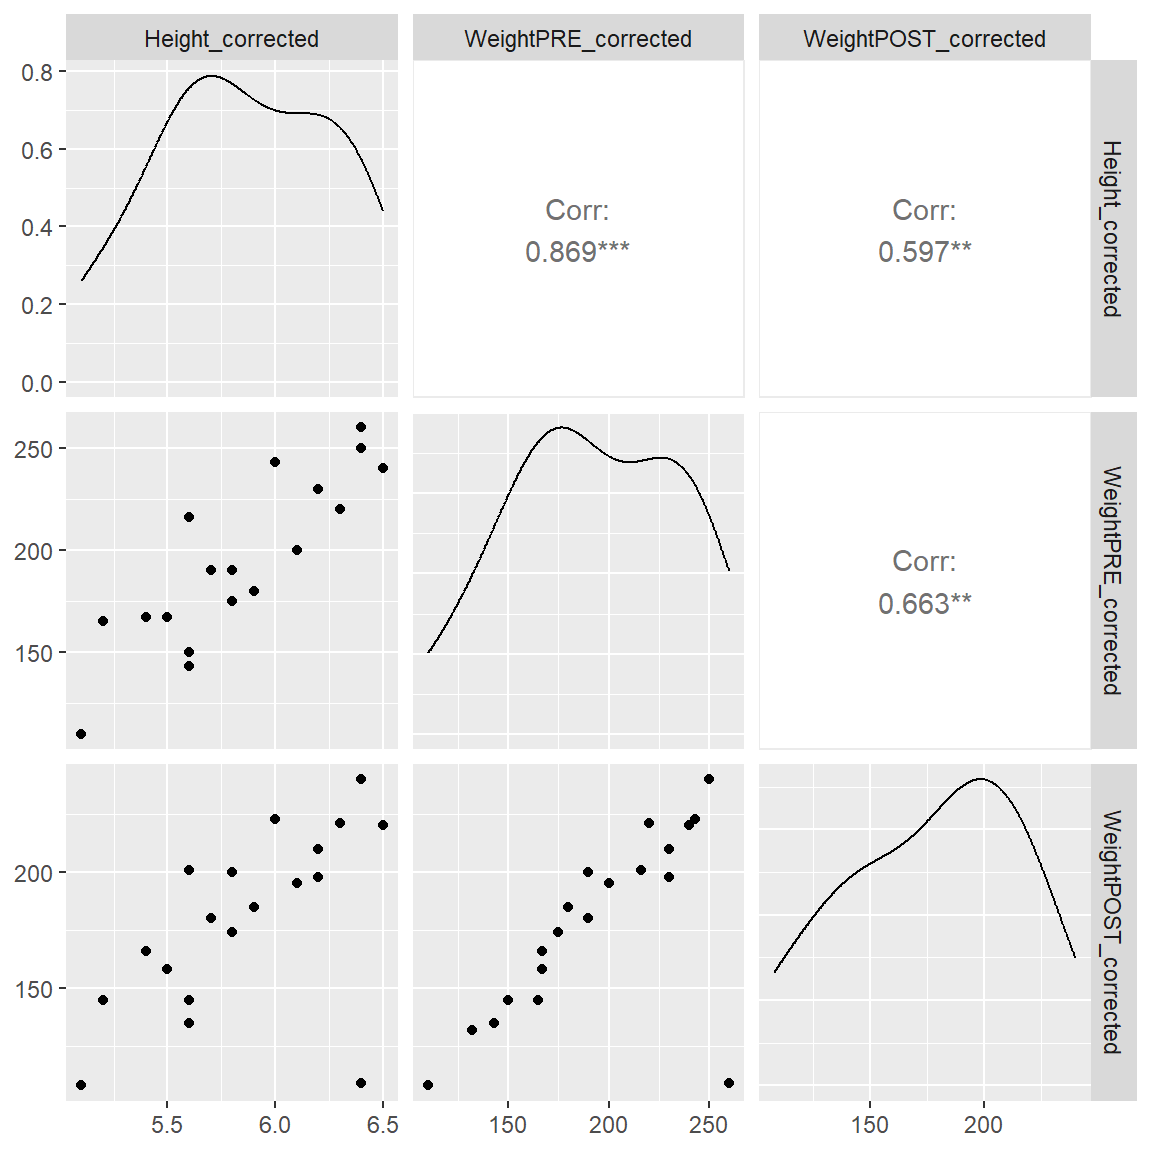 Height_corrected
WeightPRE_corrected
WeightPOST_corrected
0.8
0.6
0.4
0.2
0.0
Corr:
0.869***
Corr:
0.597**
Height_corrected
250
200
150
Corr:
0.663**
WeightPRE_corrected
200
150
WeightPOST_corrected
5.5
6.0
6.5
150
200
250
150
200